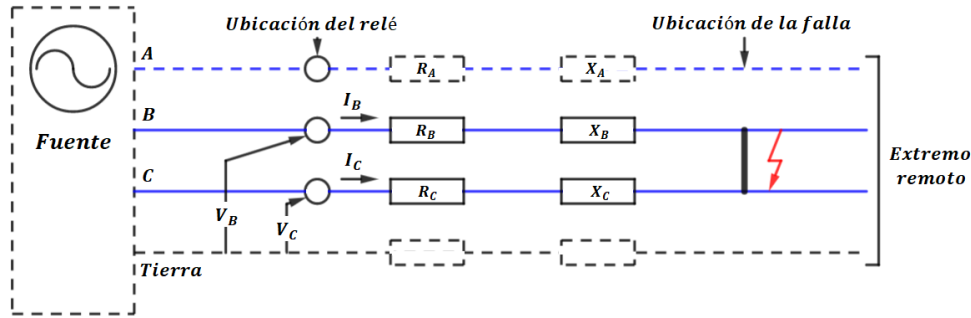 Ubicación del relé
Ubicación de la falla
A
R_A
X_A
Fuente
B
I_B
R_B
X_B
C
I_C
R_C
X_C
V_B
V_C
Extremo
remoto
Tierra